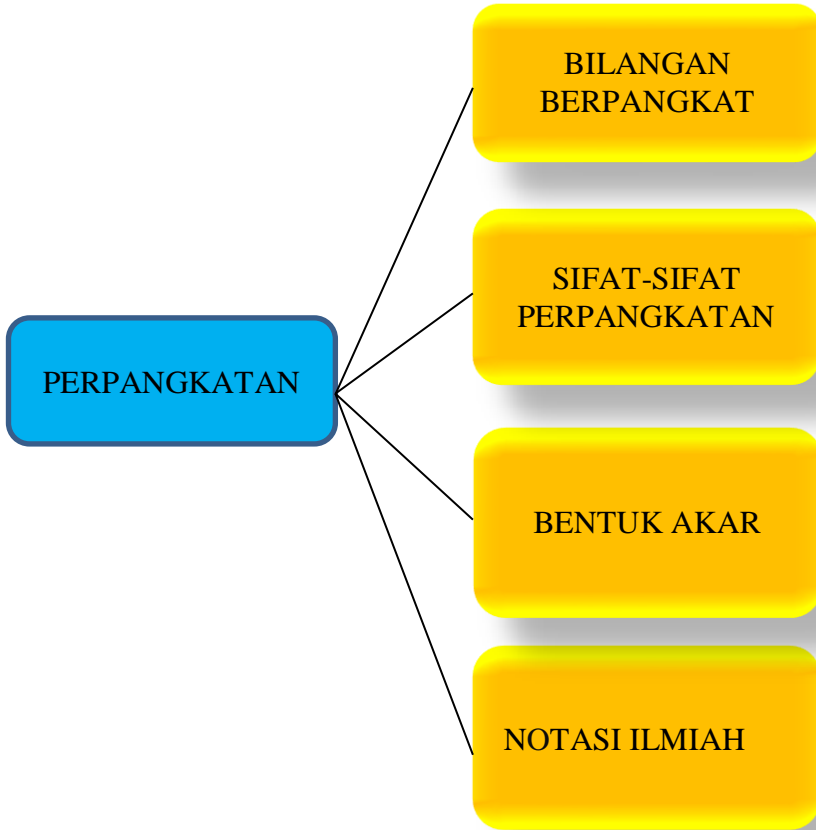 BILANGAN
BERPANGKAT
SIFAT-SIFAT
PERPANGKATAN
PERPANGKATAN
BENTUK AKAR
NOTASI ILMIAH